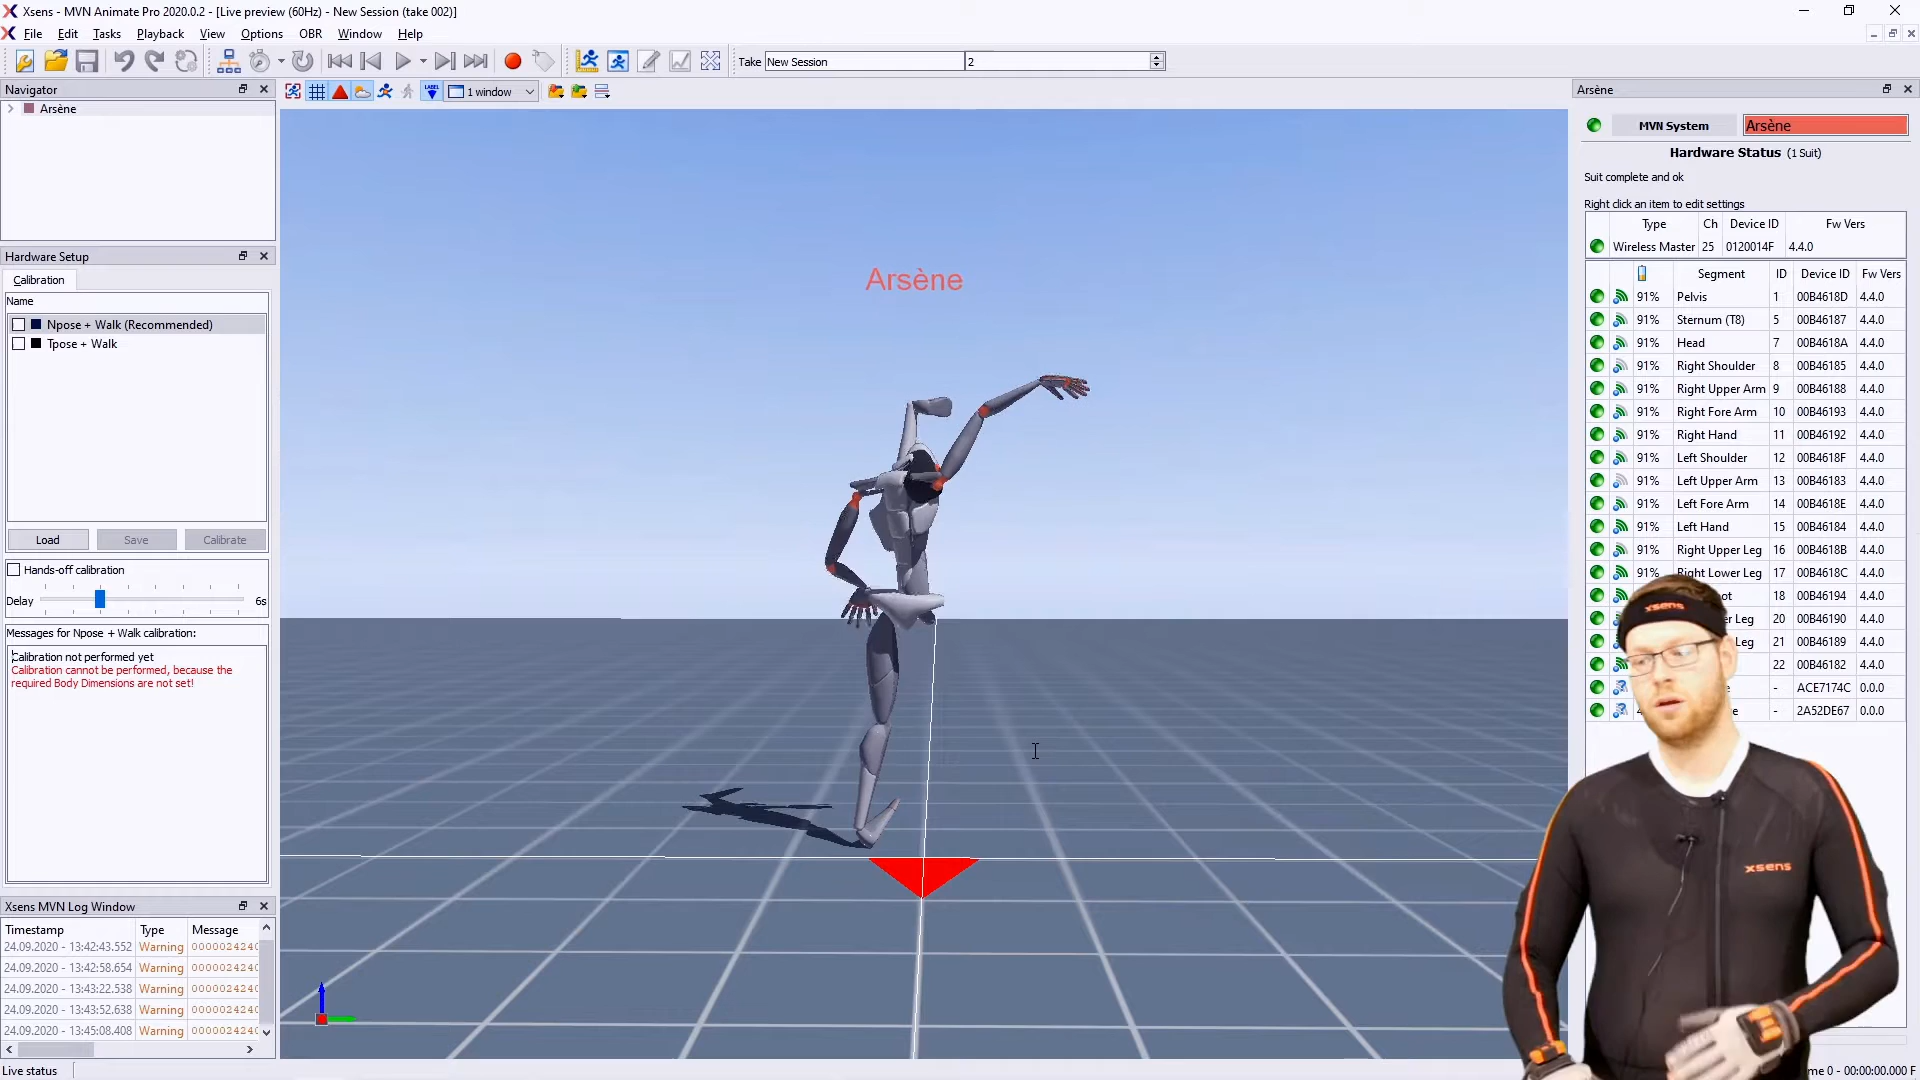 Xsens - MVN Animate Pro 2020.0.2 - [Live preview (60Hz) - New Session (take 002)]
File Edit Tasks Playback View Options OBR Window Help
Take New Session 2
Navigator
Arsène
LABEL
1 window
Arsène
MVN System Arsène
Hardware Status (1 Suit)
Suit complete and ok
Right click an item to edit settings
Type Ch Device ID Fw Vers
Wireless Master 25 0120014F 4.4.0
Segment ID Device ID Fw Vers
91% Pelvis 1 00B4618D 4.4.0
91% Sternum (T8) 5 00B46187 4.4.0
91% Head 7 00B4618A 4.4.0
91% Right Shoulder 8 00B46185 4.4.0
91% Right Upper Arm 9 00B46188 4.4.0
91% Right Fore Arm 10 00B46193 4.4.0
91% Right Hand 11 00B46192 4.4.0
91% Left Shoulder 12 00B4618F 4.4.0
91% Left Upper Arm 13 00B46183 4.4.0
91% Left Fore Arm 14 00B4618E 4.4.0
91% Left Hand 15 00B46184 4.4.0
91% Right Upper Leg 16 00B4618B 4.4.0
91% Right Lower Leg 17 00B4618C 4.4.0
18 00B46194 4.4.0
Leg 20 00B46190 4.4.0
Leg 21 00B46189 4.4.0
22 00B46182 4.4.0
- ACE7174C 0.0.0
- 2A52DE67 0.0.0
Hardware Setup
Calibration
Name
Npose + Walk (Recommended)
Tpose + Walk
Load Save Calibrate
Hands-off calibration
Delay 6s
Messages for Npose + Walk calibration:
Calibration not performed yet
Calibration cannot be performed, because the
required Body Dimensions are not set!
Xsens MVN Log Window
Timestamp Type Message
24.09.2020 - 13:42:43.552 Warning 0000024240
24.09.2020 - 13:42:58.654 Warning 0000024240
24.09.2020 - 13:43:22.538 Warning 0000024240
24.09.2020 - 13:43:52.638 Warning 0000024240
24.09.2020 - 13:45:08.408 Warning 0000024240
Live status
Arsène
xsens
xsens
me 0 - 00:00:00.000 F